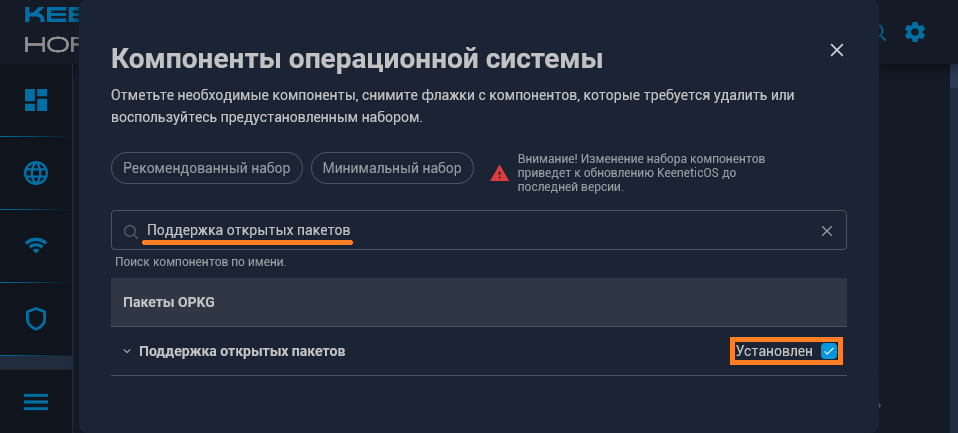 KEE
HOP
Компоненты операционной системы
Отметьте необходимые компоненты, снимите флажки с компонентов, которые требуется удалить или
воспользуйтесь предустановленным набором.
Рекомендованный набор
Минимальный набор
Внимание! Изменение набора компонентов
приведет к обновлению KeeneticOS до
последней версии.
Поддержка открытых пакетов
Поиск компонентов по имени.
Пакеты OPKG
Поддержка открытых пакетов
Установлен